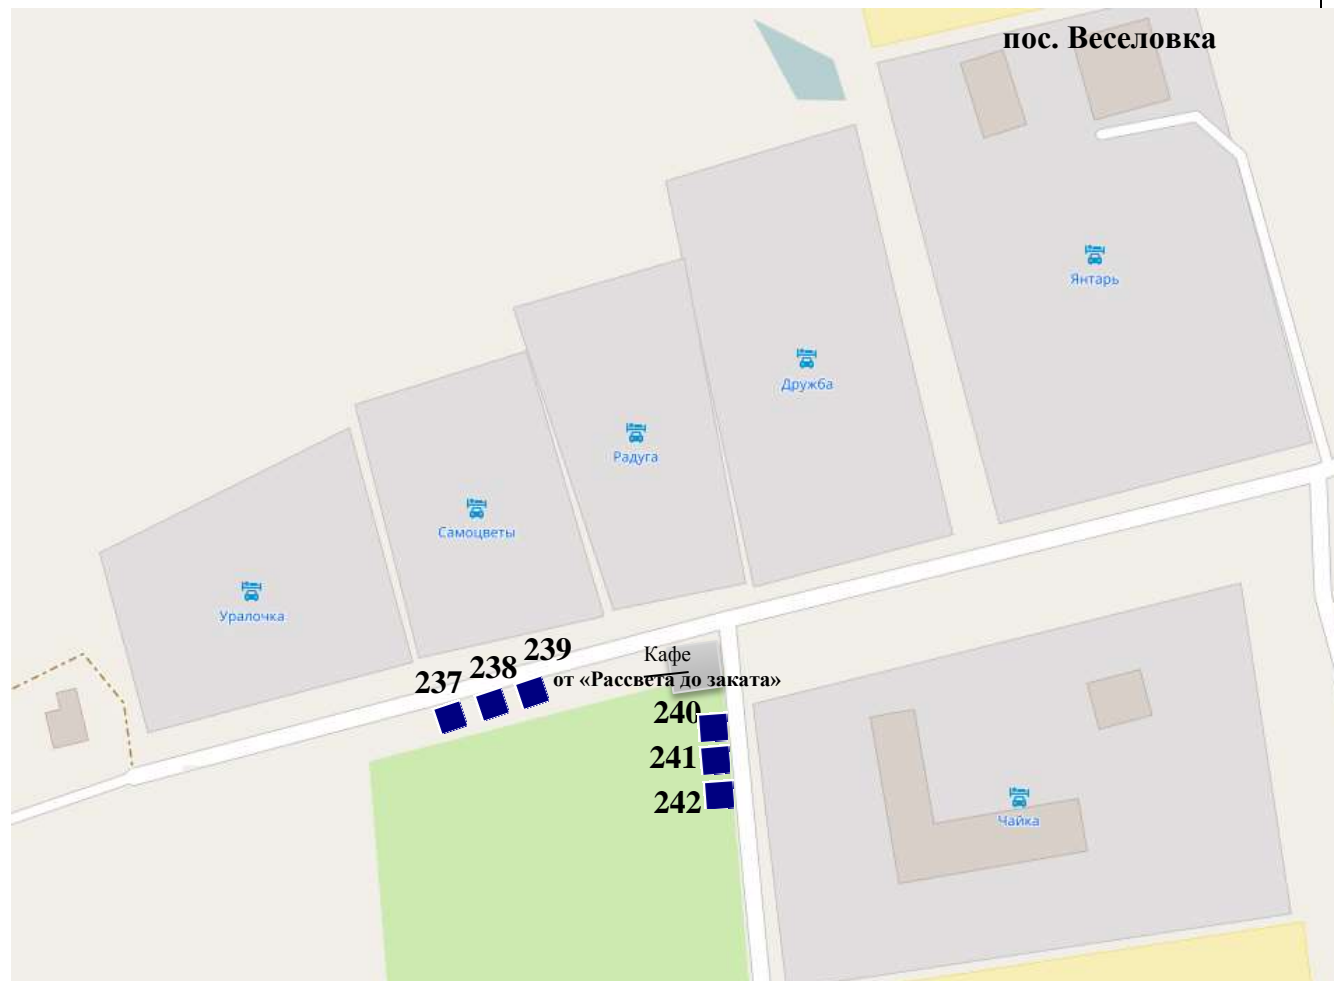 пос. Веселовка
Янтарь
Дружба
Радуга
Самоцветы
Уралочка
Кафе
от «Рассвета до заката»
239
238
237
240
241
242
Чайка